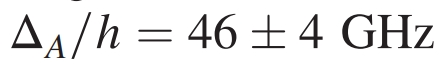 Δ_A/h = 46 ± 4 GHz